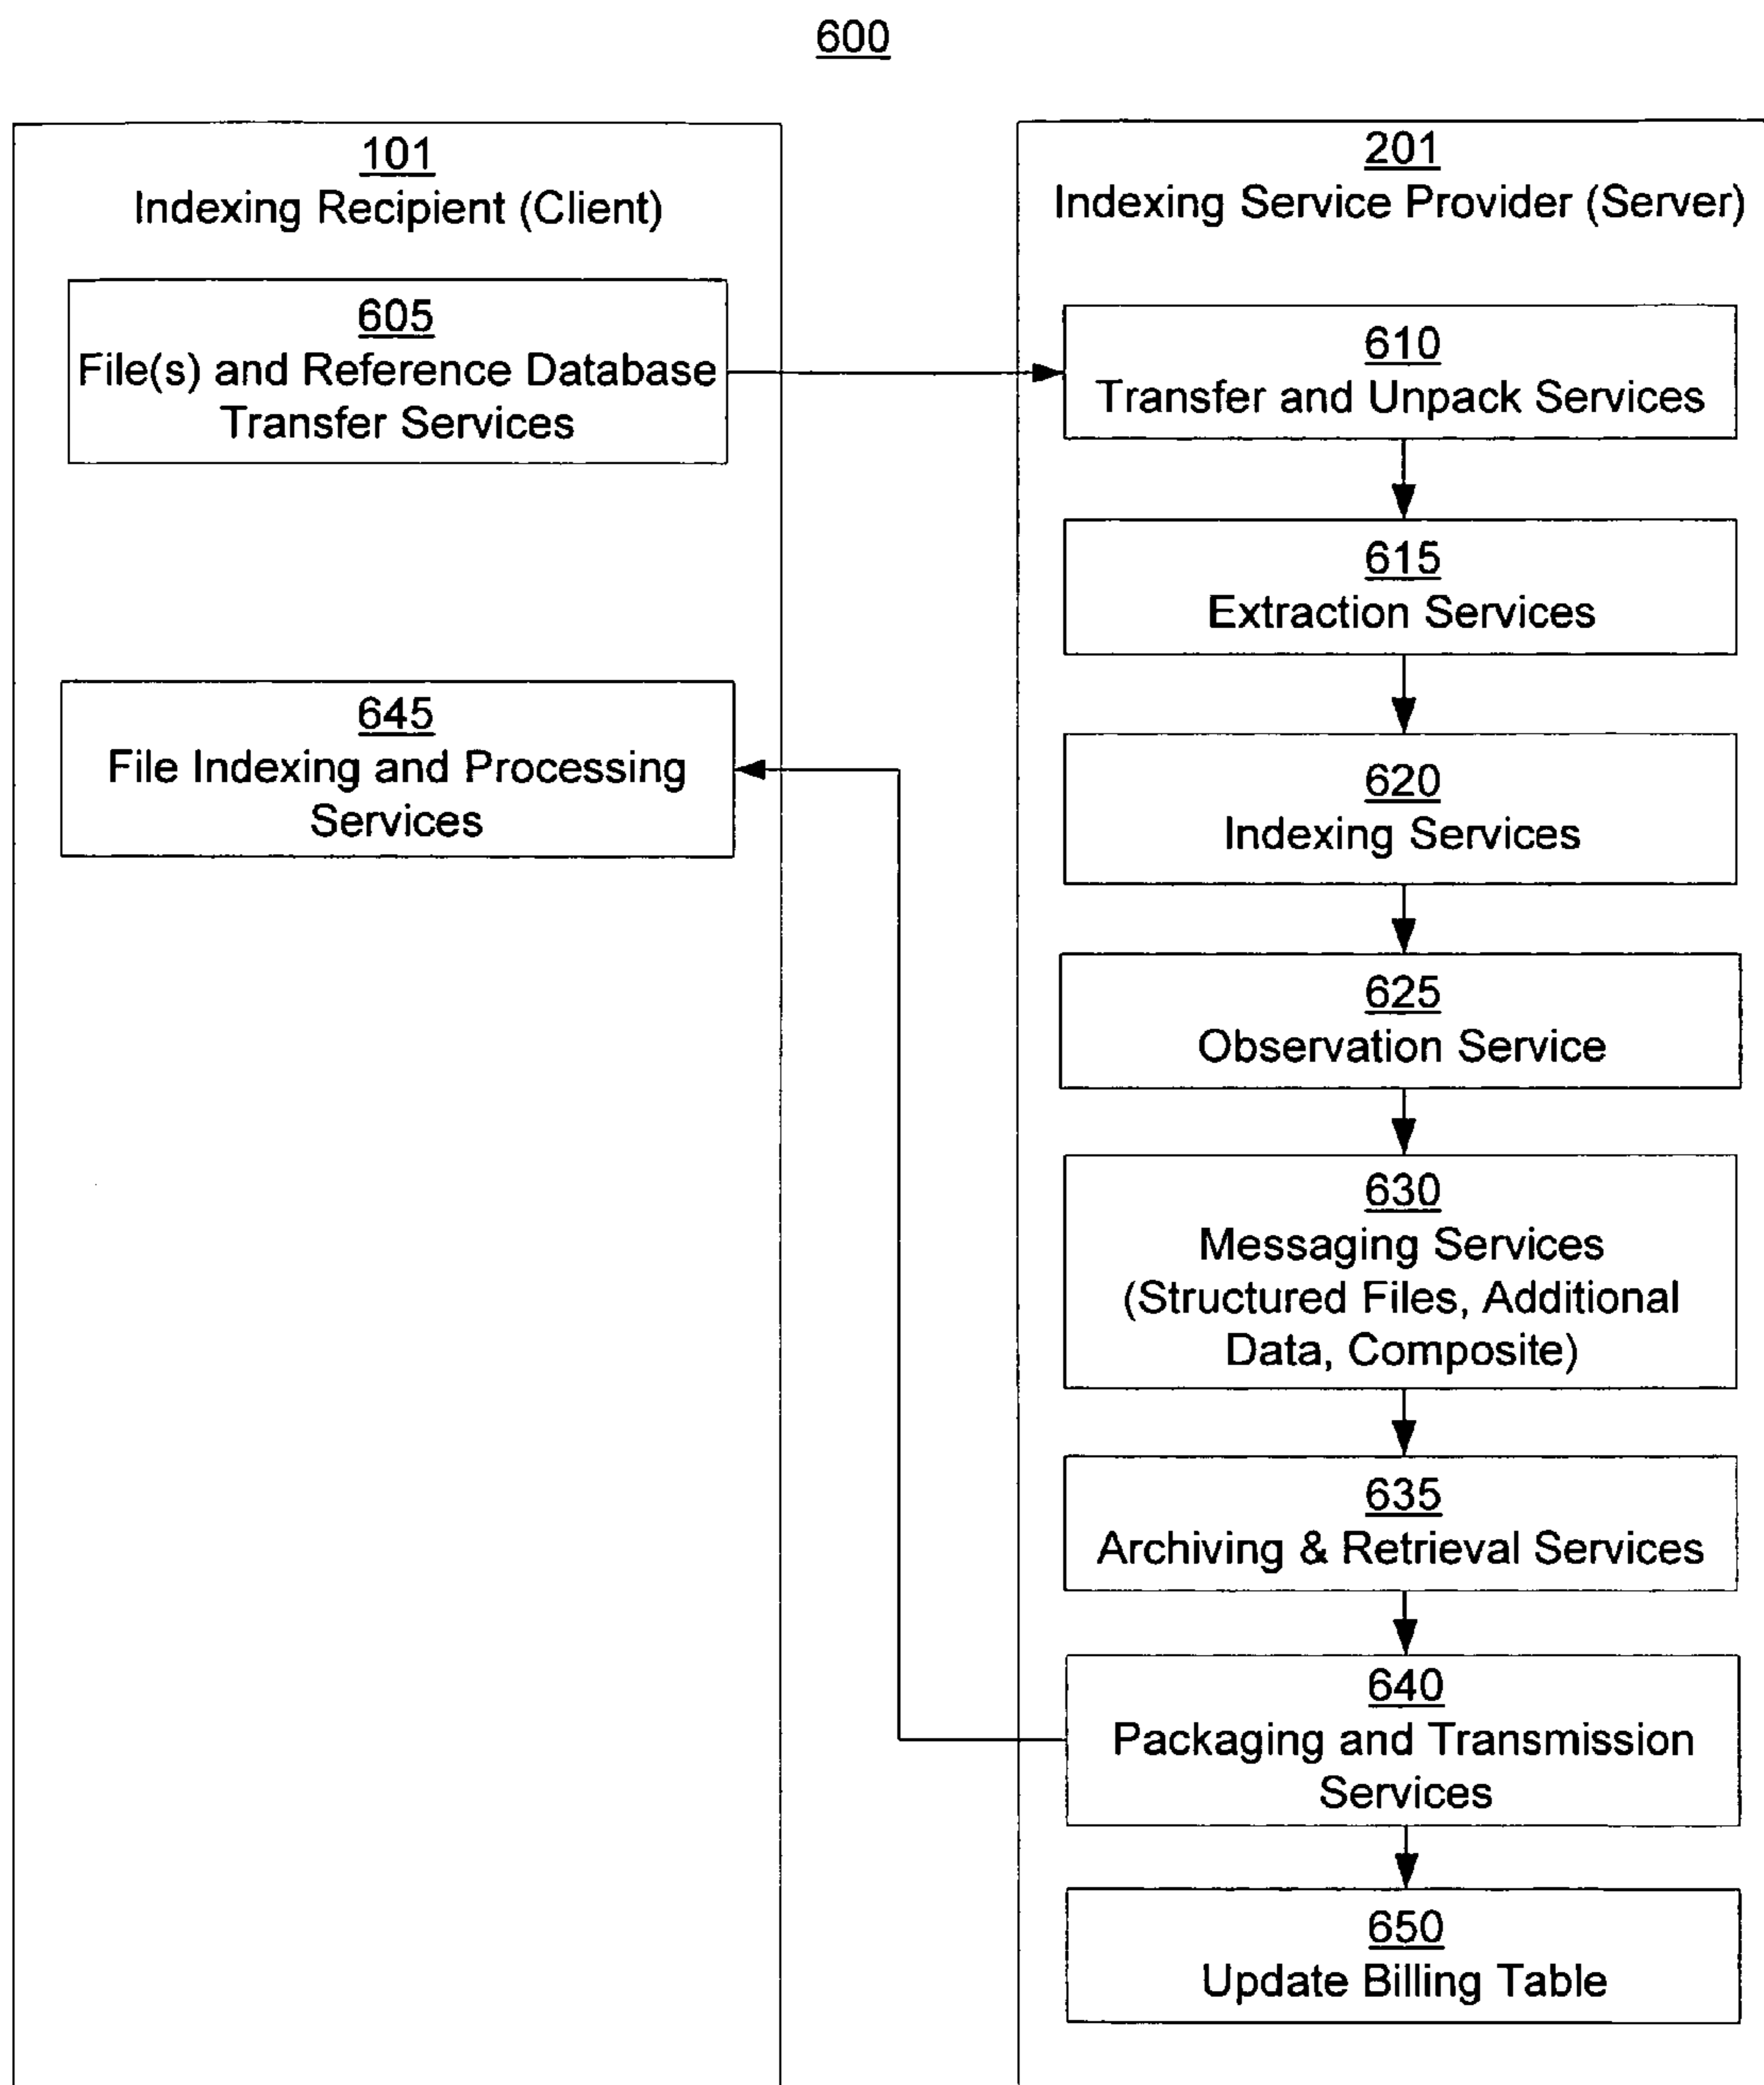 600
101
Indexing Recipient (Client)
605
File(s) and Reference Database
Transfer Services
645
File Indexing and Processing
Services
201
Indexing Service Provider (Server)
610
Transfer and Unpack Services
615
Extraction Services
620
Indexing Services
625
Observation Service
630
Messaging Services
(Structured Files, Additional
Data, Composite)
635
Archiving & Retrieval Services
640
Packaging and Transmission
Services
650
Update Billing Table